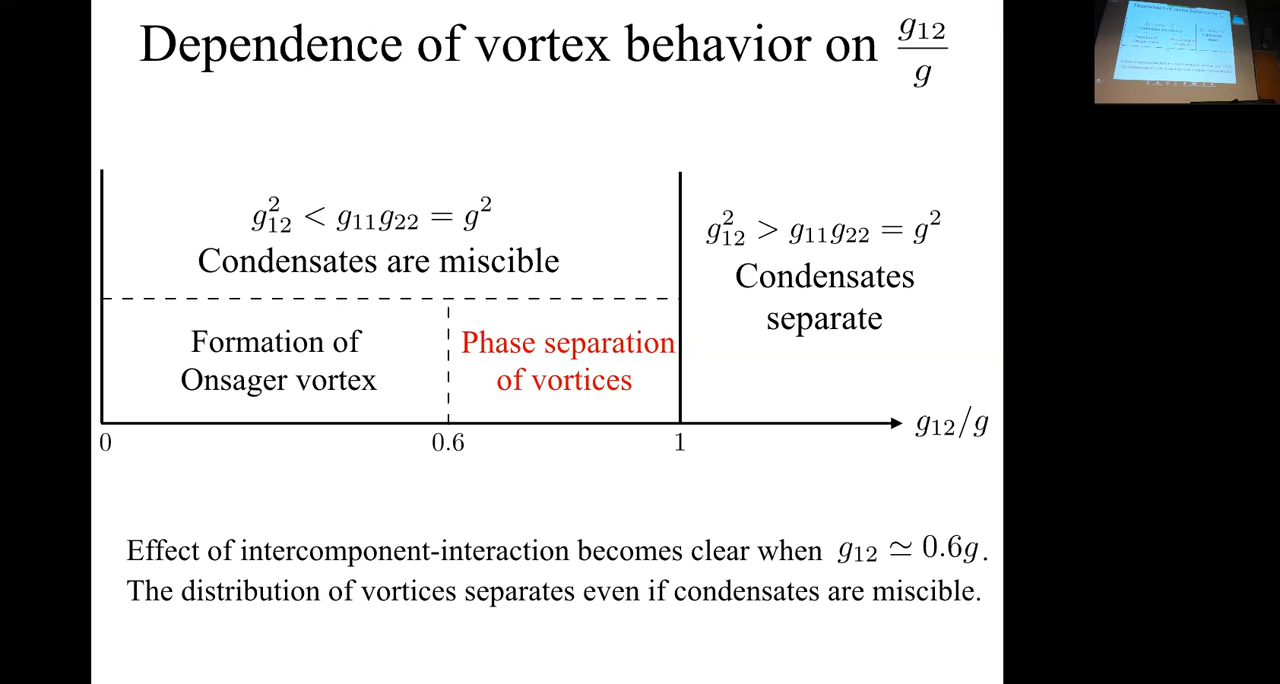 Dependence of vortex behavior on g₁₂/g
g₁₂² < g₁₁g₂₂ = g²
Condensates are miscible
g₁₂² > g₁₁g₂₂ = g²
Condensates
separate
Formation of
Onsager vortex
Phase separation
of vortices
0
0.6
1
g₁₂/g
Effect of intercomponent-interaction becomes clear when g₁₂ ≃ 0.6g.
The distribution of vortices separates even if condensates are miscible.